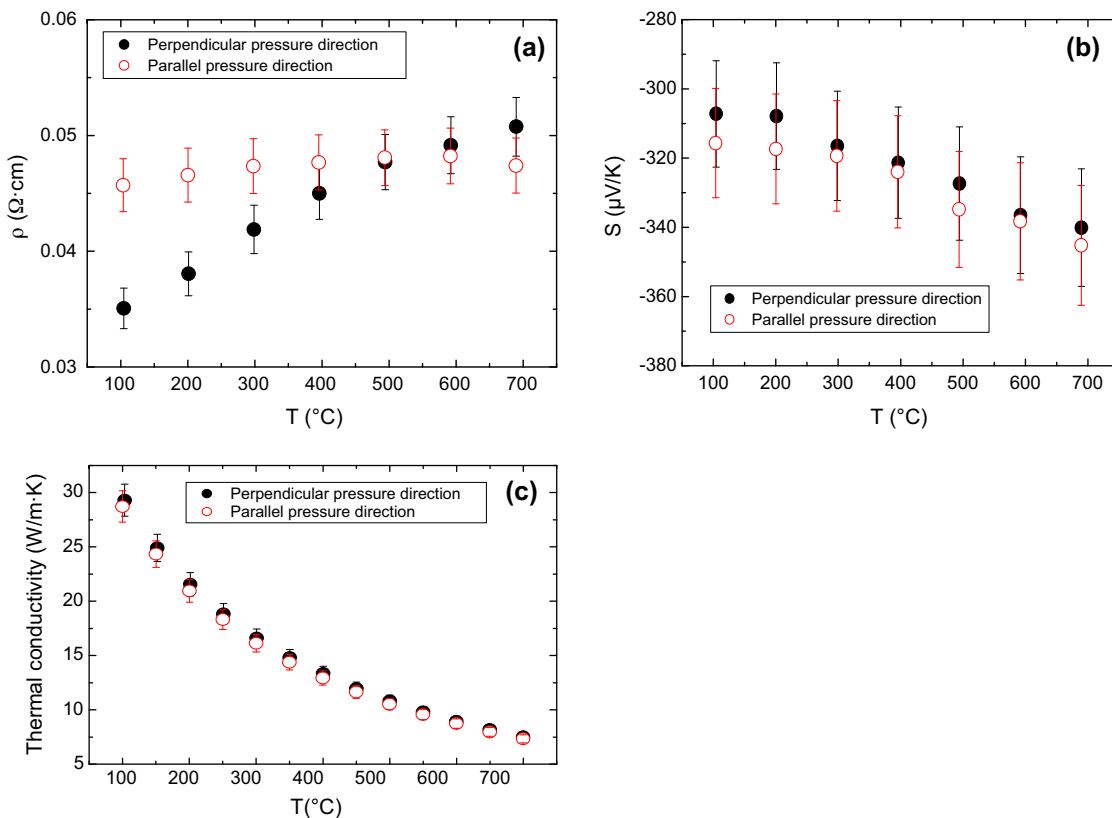 0.06
0.05
0.04
0.03
ρ (Ω·cm)
Perpendicular pressure direction
Parallel pressure direction
(a)
100 200 300 400 500 600 700
T (°C)
-280
-300
-320
-340
-360
-380
S (µV/K)
(b)
Perpendicular pressure direction
Parallel pressure direction
100 200 300 400 500 600 700
T (°C)
30
25
20
15
10
5
Thermal conductivity (W/m·K)
Perpendicular pressure direction
Parallel pressure direction
(c)
100 200 300 400 500 600 700
T(°C)